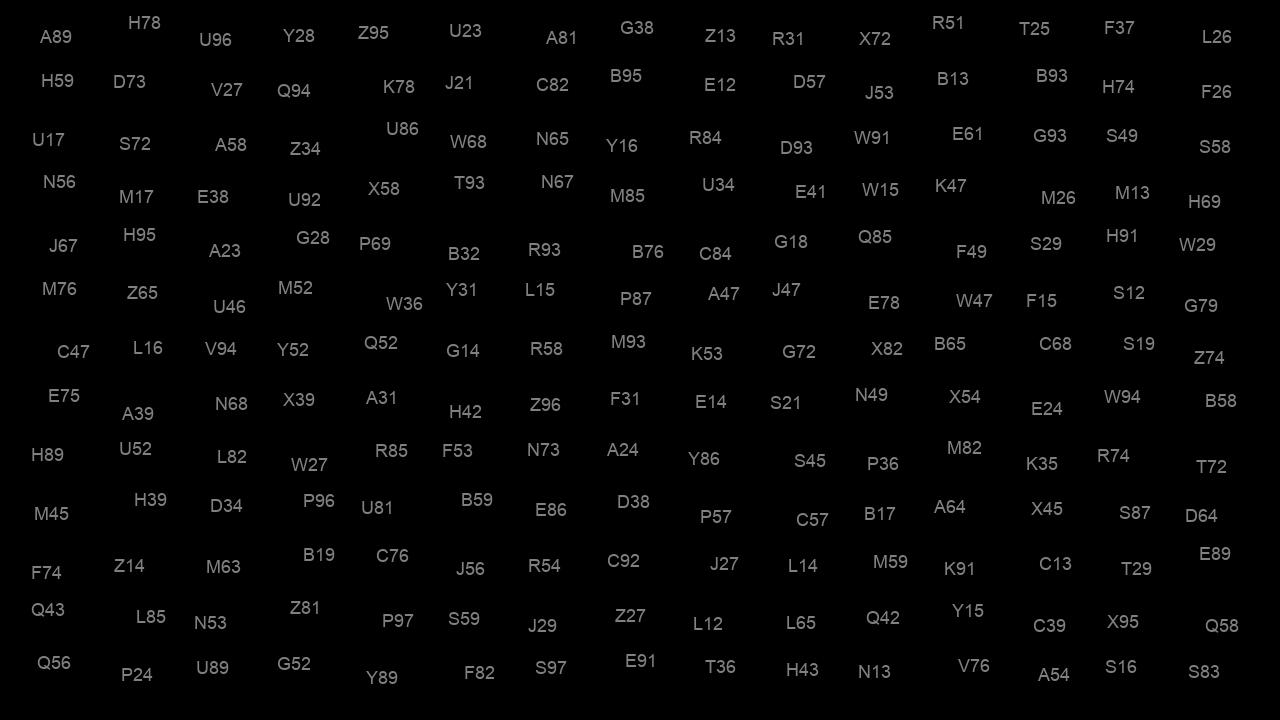 A89 H78 U96 Y28 Z95 U23 A81 G38 Z13 R31 X72 R51 T25 F37 L26
H59 D73 V27 Q94 K78 J21 C82 B95 E12 D57 J53 B13 B93 H74 F26
U17 S72 A58 Z34 U86 W68 N65 Y16 R84 D93 W91 E61 G93 S49 S58
N56 M17 E38 U92 X58 T93 N67 M85 U34 E41 W15 K47 M26 M13 H69
J67 H95 A23 G28 P69 B32 R93 B76 C84 G18 Q85 F49 S29 H91 W29
M76 Z65 U46 M52 W36 Y31 L15 P87 A47 J47 E78 W47 F15 S12 G79
C47 L16 V94 Y52 Q52 G14 R58 M93 K53 G72 X82 B65 C68 S19 Z74
E75 A39 N68 X39 A31 H42 Z96 F31 E14 S21 N49 X54 E24 W94 B58
H89 U52 L82 W27 R85 F53 N73 A24 Y86 S45 P36 M82 K35 R74 T72
M45 H39 D34 P96 U81 B59 E86 D38 P57 C57 B17 A64 X45 S87 D64
F74 Z14 M63 B19 C76 J56 R54 C92 J27 L14 M59 K91 C13 T29 E89
Q43 L85 N53 Z81 P97 S59 J29 Z27 L12 L65 Q42 Y15 C39 X95 Q58
Q56 P24 U89 G52 Y89 F82 S97 E91 T36 H43 N13 V76 A54 S16 S83